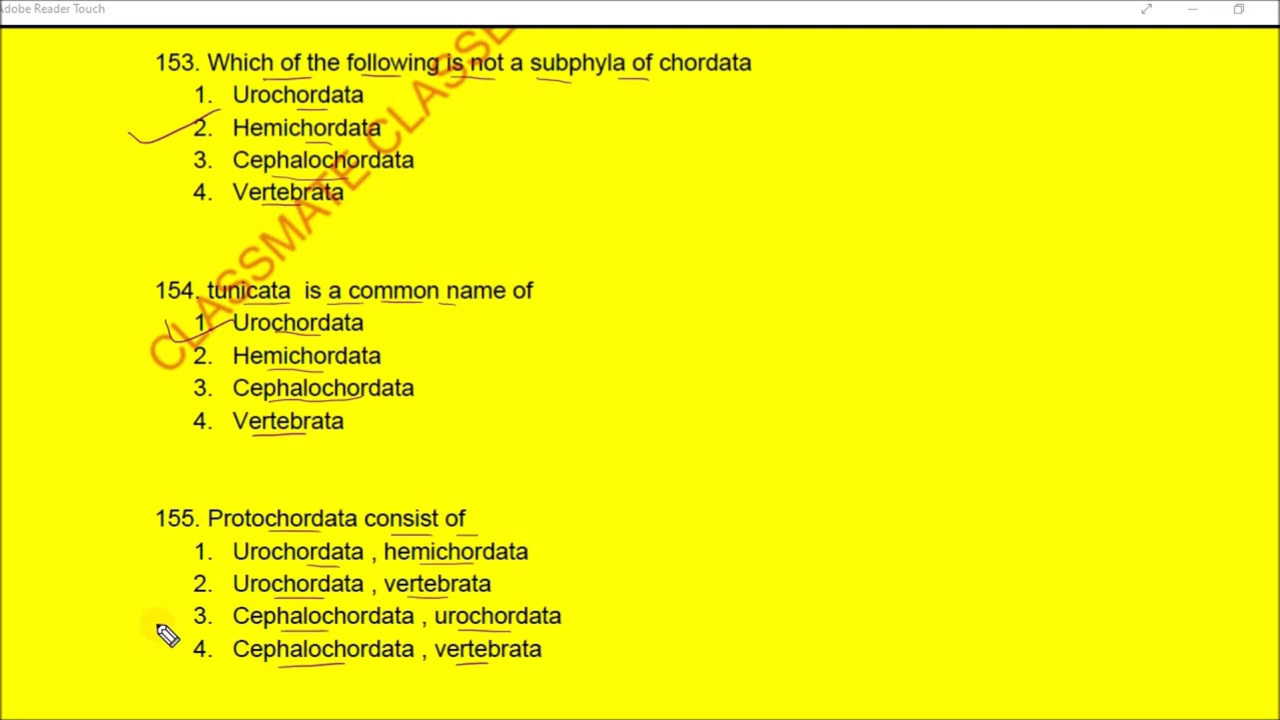 Adobe Reader Touch
153. Which of the following is not a subphyla of chordata
1. Urochordata
2. Hemichordata
3. Cephalochordata
4. Vertebrata
CLASSMATE CLASSE
154. tunicata is a common name of
1. Urochordata
2. Hemichordata
3. Cephalochordata
4. Vertebrata
155. Protochordata consist of
1. Urochordata , hemichordata
2. Urochordata , vertebrata
3. Cephalochordata , urochordata
4. Cephalochordata , vertebrata